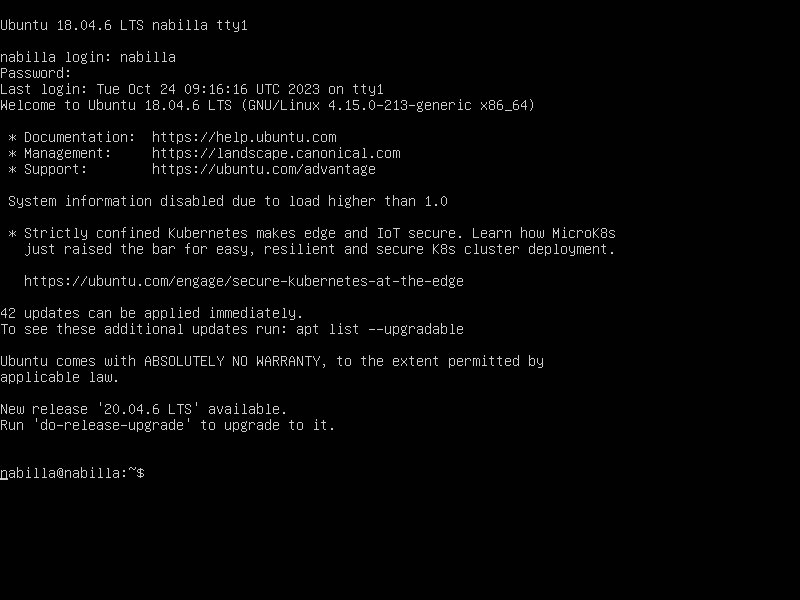 Ubuntu 18.04.6 LTS nabilla tty1
nabilla login: nabilla
Password:
Last login: Tue Oct 24 09:16:16 UTC 2023 on tty1
Welcome to Ubuntu 18.04.6 LTS (GNU/Linux 4.15.0-213-generic x86_64)
* Documentation:  https://help.ubuntu.com
* Management:     https://landscape.canonical.com
* Support:        https://ubuntu.com/advantage
System information disabled due to load higher than 1.0
* Strictly confined Kubernetes makes edge and IoT secure. Learn how MicroK8s
just raised the bar for easy, resilient and secure K8s cluster deployment.
https://ubuntu.com/engage/secure-kubernetes-at-the-edge
42 updates can be applied immediately.
To see these additional updates run: apt list --upgradable
Ubuntu comes with ABSOLUTELY NO WARRANTY, to the extent permitted by
applicable law.
New release '20.04.6 LTS' available.
Run 'do-release-upgrade' to upgrade to it.
nabilla@nabilla:~$